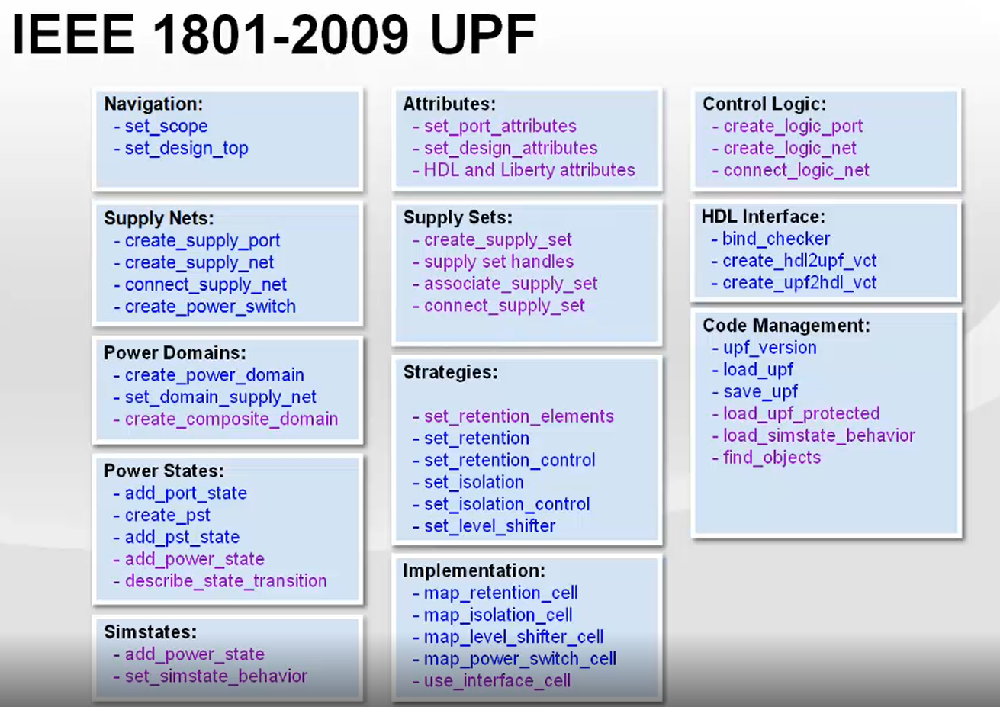 IEEE 1801-2009 UPF
Navigation:
- set_scope
- set_design_top
Supply Nets:
- create_supply_port
- create_supply_net
- connect_supply_net
- create_power_switch
Power Domains:
- create_power_domain
- set_domain_supply_net
- create_composite_domain
Power States:
- add_port_state
- create_pst
- add_pst_state
- add_power_state
- describe_state_transition
Simstates:
- add_power_state
- set_simstate_behavior
Attributes:
- set_port_attributes
- set_design_attributes
- HDL and Liberty attributes
Supply Sets:
- create_supply_set
- supply set handles
- associate_supply_set
- connect_supply_set
Strategies:
- set_retention_elements
- set_retention
- set_retention_control
- set_isolation
- set_isolation_control
- set_level_shifter
Implementation:
- map_retention_cell
- map_isolation_cell
- map_level_shifter_cell
- map_power_switch_cell
- use_interface_cell
Control Logic:
- create_logic_port
- create_logic_net
- connect_logic_net
HDL Interface:
- bind_checker
- create_hdl2upf_vct
- create_upf2hdl_vct
Code Management:
- upf_version
- load_upf
- save_upf
- load_upf_protected
- load_simstate_behavior
- find_objects